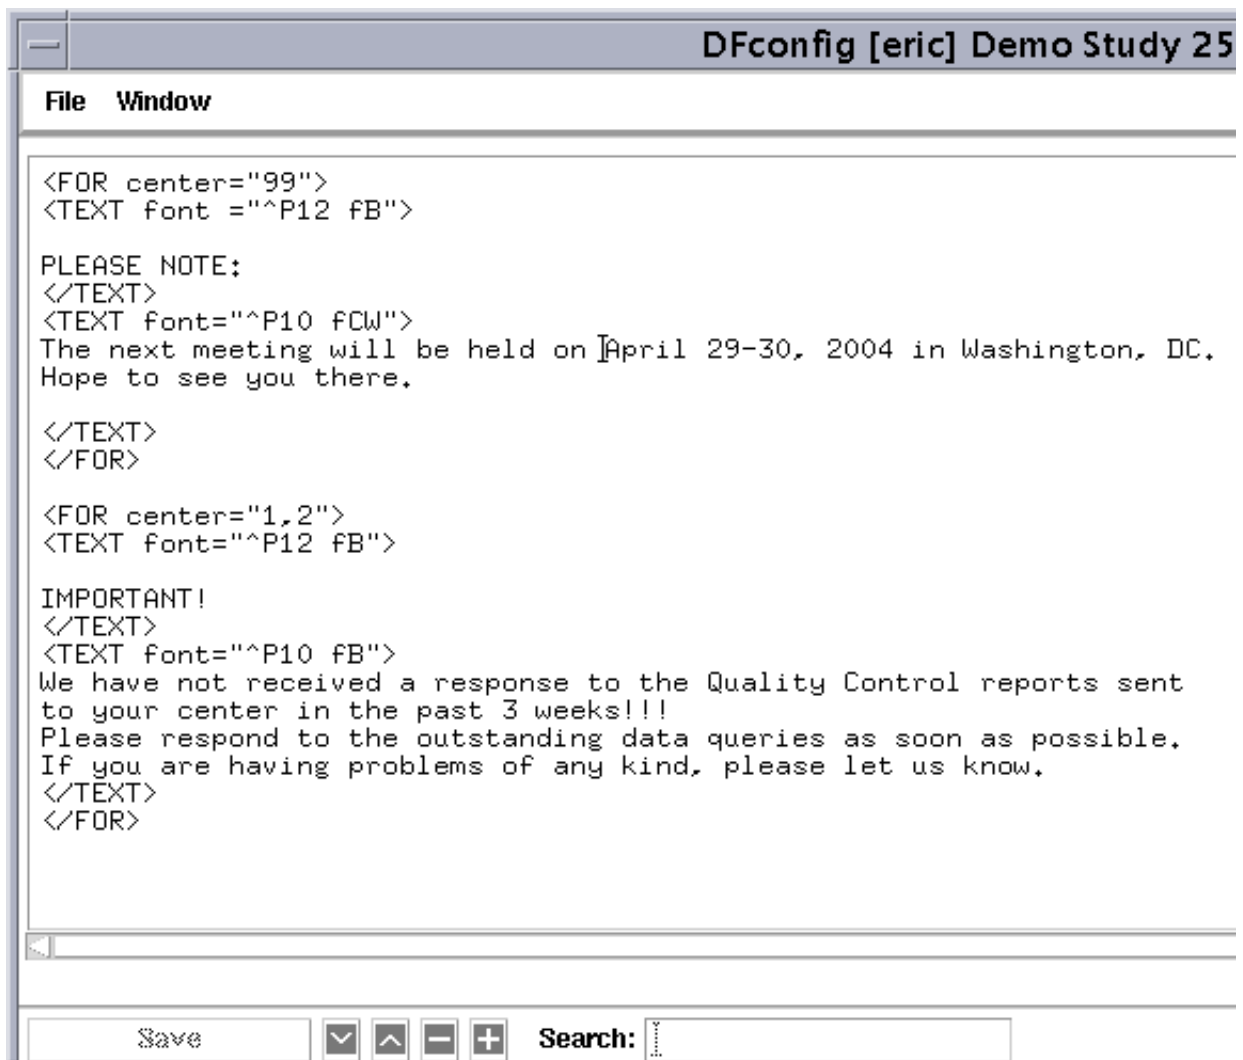 DFconfig [eric] Demo Study 25
File Window
<FOR center="99">
<TEXT font ="^P12 fB">
PLEASE NOTE:
</TEXT>
<TEXT font="^P10 fCW">
The next meeting will be held on April 29-30, 2004 in Washington, DC.
Hope to see you there.
</TEXT>
</FOR>
<FOR center="1,2">
<TEXT font="^P12 fB">
IMPORTANT!
</TEXT>
<TEXT font="^P10 fB">
We have not received a response to the Quality Control reports sent
to your center in the past 3 weeks!!!
Please respond to the outstanding data queries as soon as possible.
If you are having problems of any kind, please let us know.
</TEXT>
</FOR>
Save Search: